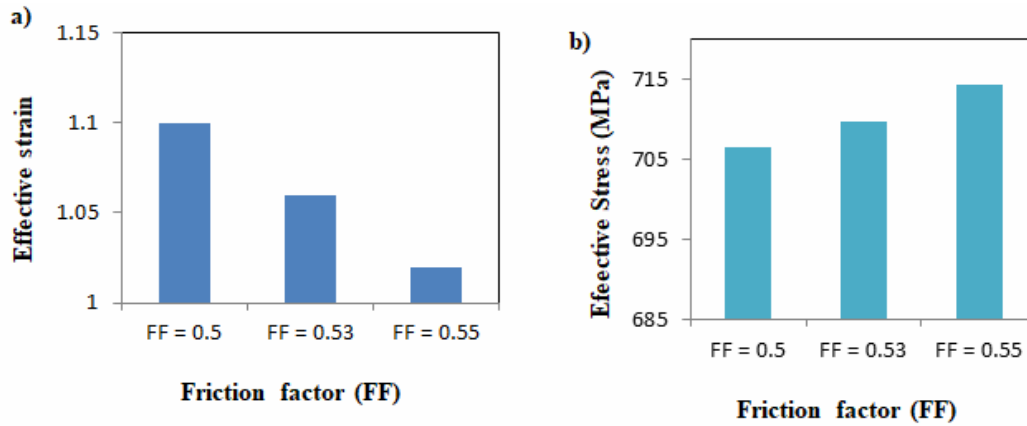 a)
1.15
1.1
1.05
1
Effective strain
FF = 0.5 FF = 0.53 FF = 0.55
Friction factor (FF)
b)
715
705
695
685
Efeective Stress (MPa)
FF = 0.5 FF = 0.53 FF = 0.55
Friction factor (FF)